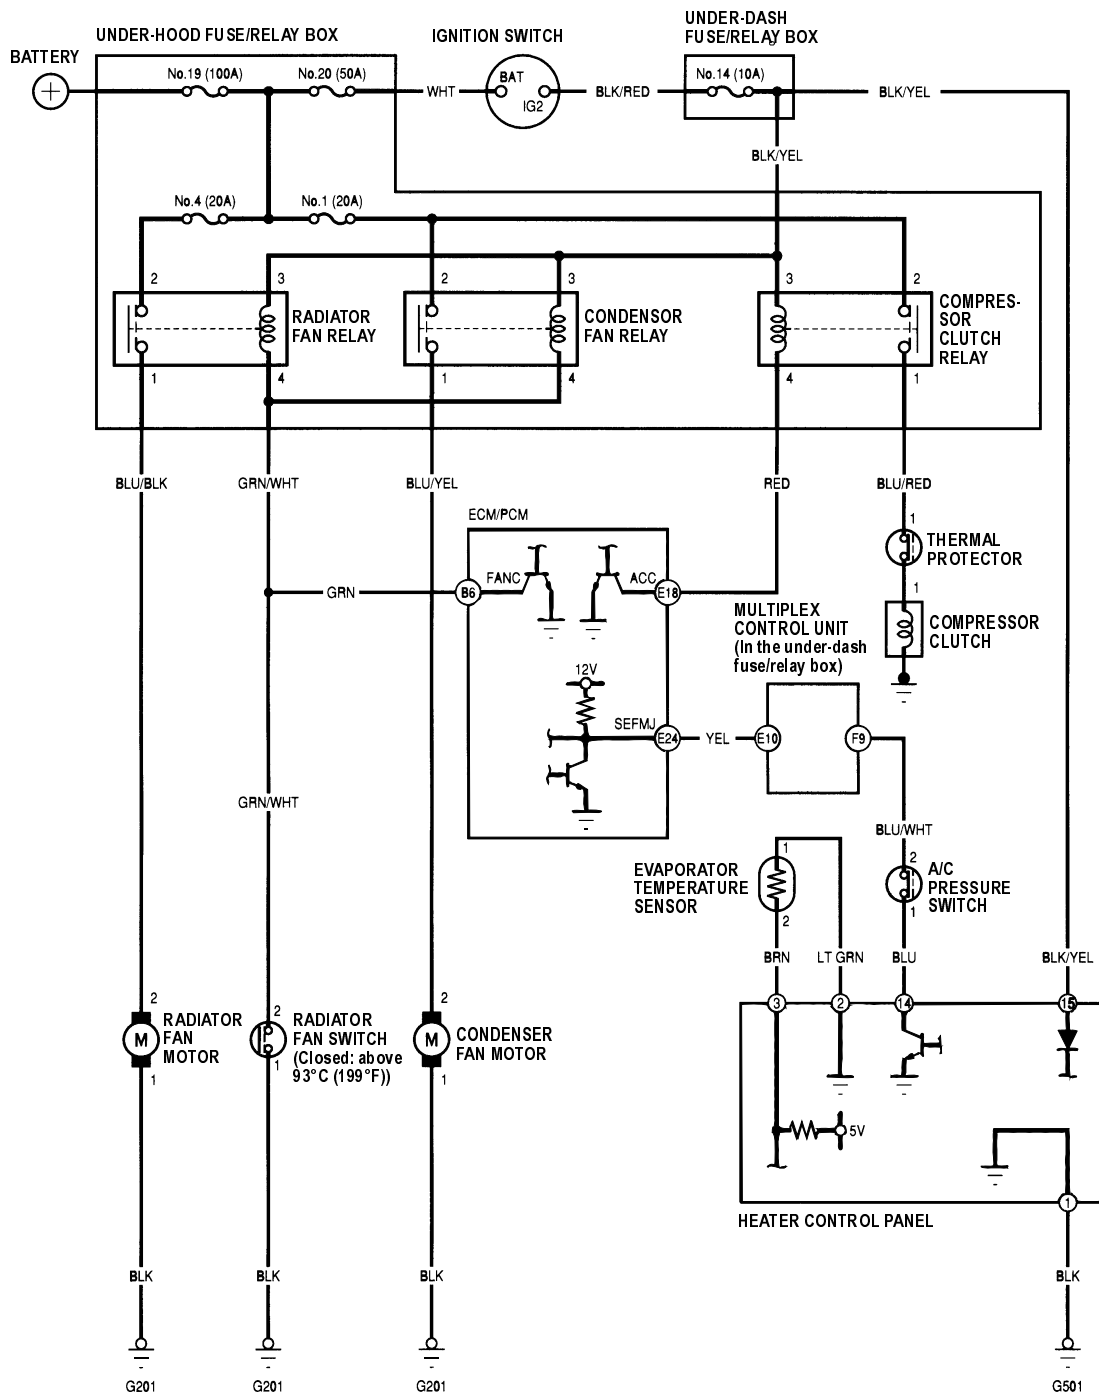 UNDER-DASH
FUSE/RELAY BOX
UNDER-HOOD FUSE/RELAY BOX
IGNITION SWITCH
BATTERY
No.19 (100A)
No.20 (50A)
BAT
IG2
No.14 (10A)
WHT
BLK/RED
BLK/YEL
BLK/YEL
No.4 (20A)
No.1 (20A)
2
3
2
3
3
2
RADIATOR
FAN RELAY
CONDENSOR
FAN RELAY
COMPRES-
SOR
CLUTCH
RELAY
1
4
1
4
4
1
BLU/BLK
GRN/WHT
BLU/YEL
RED
BLU/RED
ECM/PCM
1
THERMAL
PROTECTOR
GRN
B6
FANC
ACC
E18
1
COMPRESSOR
CLUTCH
MULTIPLEX
CONTROL UNIT
(In the under-dash
fuse/relay box)
12V
SEFMJ
E24
YEL
E10
F9
GRN/WHT
BLU/WHT
EVAPORATOR
TEMPERATURE
SENSOR
1
2
2
1
A/C
PRESSURE
SWITCH
BRN
LT GRN
BLU
BLK/YEL
3
2
14
15
2
M
1
RADIATOR
FAN
MOTOR
2
1
RADIATOR
FAN SWITCH
(Closed: above
93°C (199°F))
2
M
1
CONDENSER
FAN MOTOR
5V
1
HEATER CONTROL PANEL
BLK
BLK
BLK
BLK
G201
G201
G201
G501